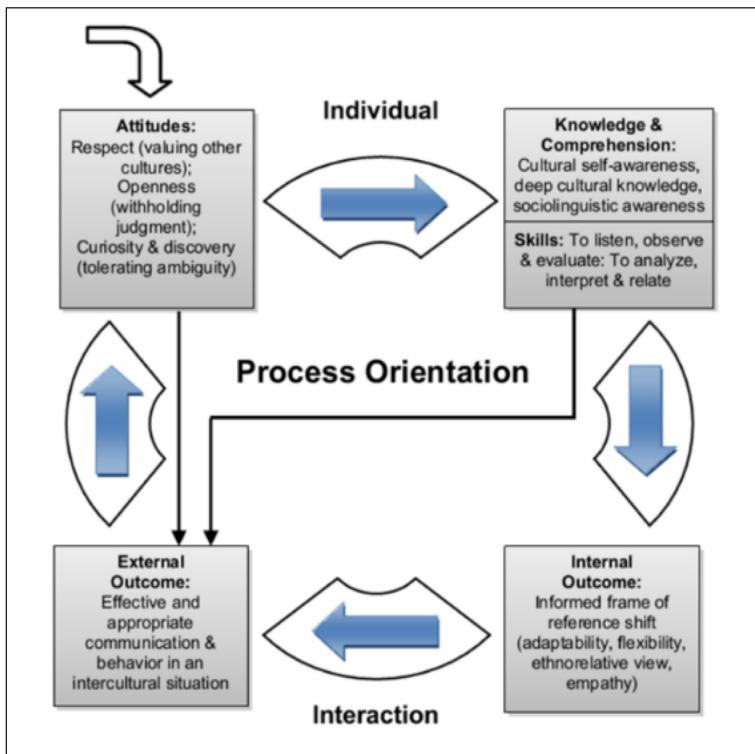 Individual
Attitudes:
Respect (valuing other
cultures);
Openness
(withholding
judgment);
Curiosity & discovery
(tolerating ambiguity)
Knowledge &
Comprehension:
Cultural self-awareness,
deep cultural knowledge,
sociolinguistic awareness
Skills: To listen, observe
& evaluate: To analyze,
interpret & relate
Process Orientation
External
Outcome:
Effective and
appropriate
communication &
behavior in an
intercultural situation
Internal
Outcome:
Informed frame of
reference shift
(adaptability, flexibility,
ethnorelative view,
empathy)
Interaction